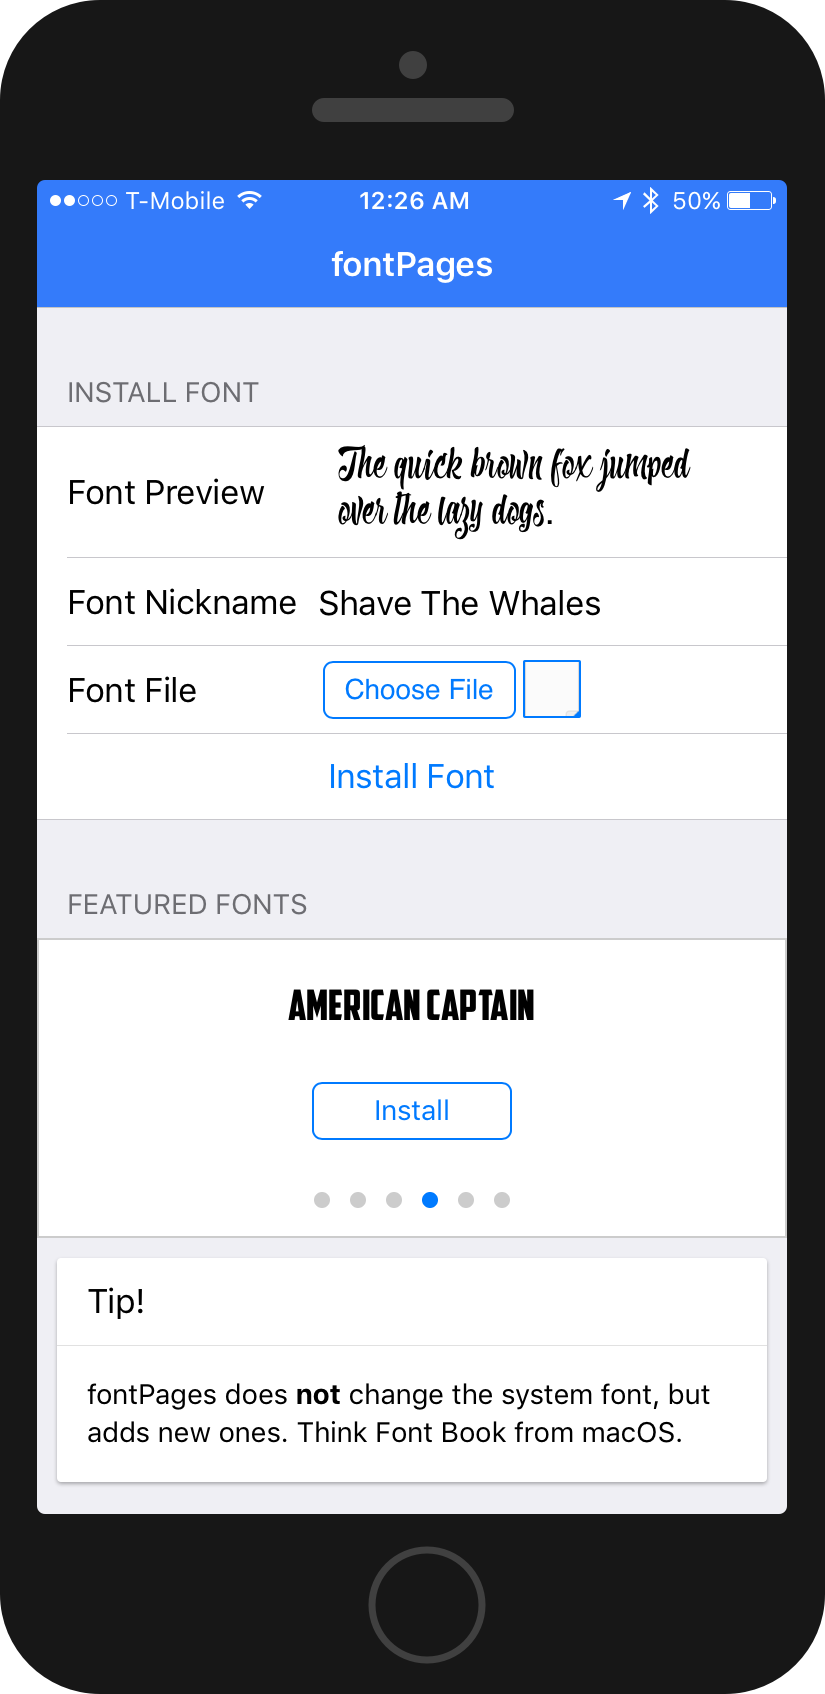 T-Mobile 12:26 AM 50%
fontPages
INSTALL FONT
Font Preview
The quick brown fox jumped
over the lazy dogs.
Font Nickname Shave The Whales
Font File Choose File
Install Font
FEATURED FONTS
AMERICAN CAPTAIN
Install
Tip!
fontPages does not change the system font, but
adds new ones. Think Font Book from macOS.